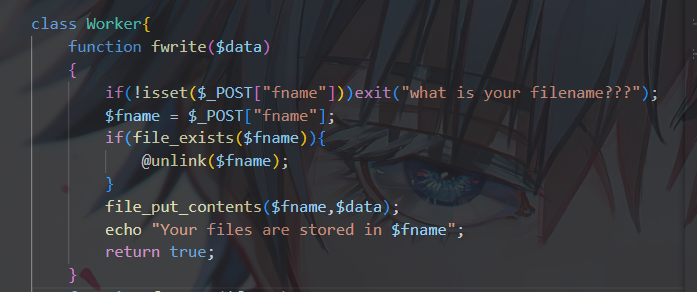 class Worker{
function fwrite($data)
{
if(!isset($_POST["fname"]))exit("what is your filename???");
$fname = $_POST["fname"];
if(file_exists($fname)){
@unlink($fname);
}
file_put_contents($fname,$data);
echo "Your files are stored in $fname";
return true;
}